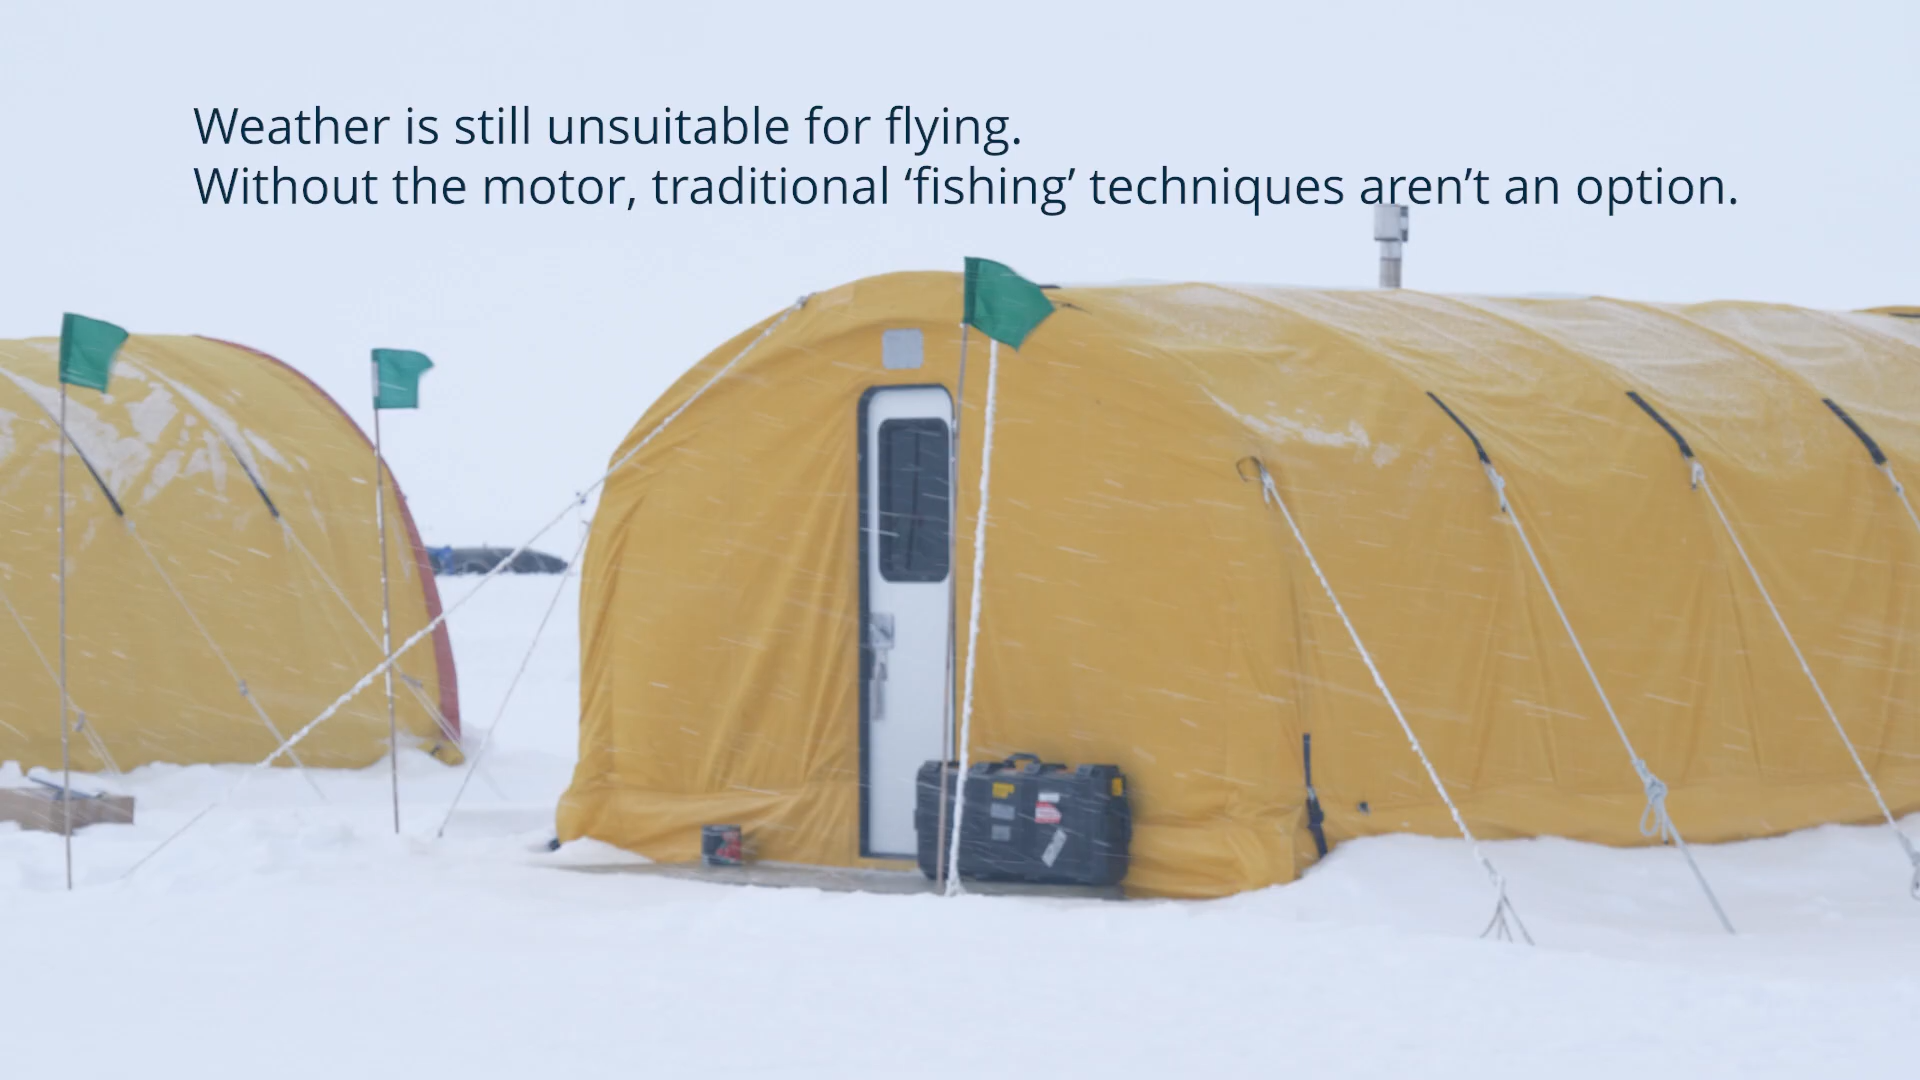 Weather is still unsuitable for flying.
Without the motor, traditional ‘fishing’ techniques aren’t an option.